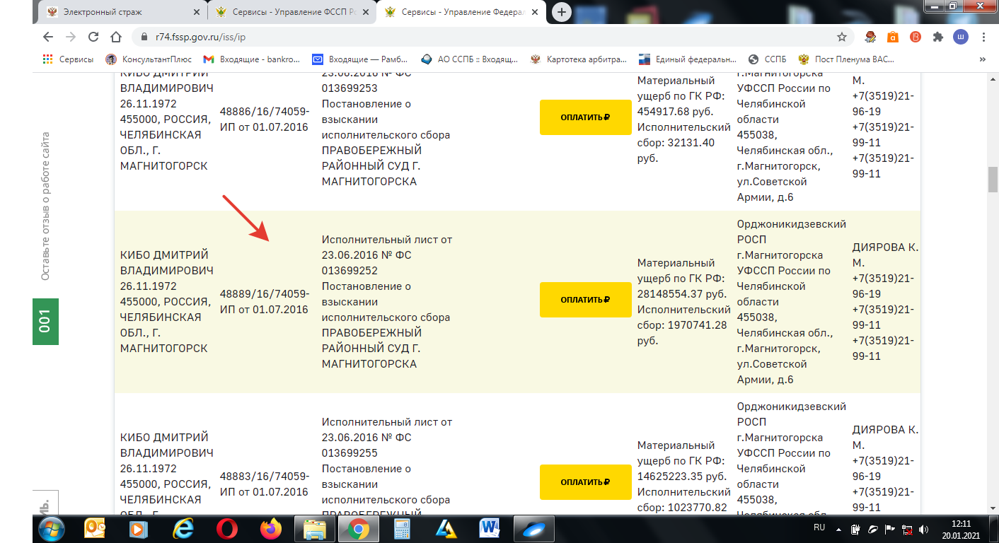 Электронный страж
Сервисы - Управление ФССП Ро
Сервисы - Управление Федерал
r74.fssp.gov.ru/iss/ip
Сервисы
КонсультантПлюс
Входящие - bankro...
Входящие — Рамб...
АО ССПБ :: Входящ...
Картотека арбитра...
Единый федеральн...
ССПБ
Пост Пленума ВАС...
»
Оставьте отзыв о работе сайта
001
КИБО ДМИТРИЙ
ВЛАДИМИРОВИЧ
26.11.1972
455000, РОССИЯ,
ЧЕЛЯБИНСКАЯ
ОБЛ., Г.
МАГНИТОГОРСК
48886/16/74059-
ИП от 01.07.2016
23.06.2016 № ФС
013699253
Постановление о
взыскании
исполнительского сбора
ПРАВОБЕРЕЖНЫЙ
РАЙОННЫЙ СУД Г.
МАГНИТОГОРСКА
ОПЛАТИТЬ ₽
Материальный
ущерб по ГК РФ:
454917.68 руб.
Исполнительский
сбор: 32131.40
руб.
г.Магнитогорска
УФССП России по
Челябинской
области
455038,
Челябинская обл.,
г.Магнитогорск,
ул.Советской
Армии, д.6
М.
+7(3519)21-
96-19
+7(3519)21-
99-11
+7(3519)21-
99-11
КИБО ДМИТРИЙ
ВЛАДИМИРОВИЧ
26.11.1972
455000, РОССИЯ,
ЧЕЛЯБИНСКАЯ
ОБЛ., Г.
МАГНИТОГОРСК
48889/16/74059-
ИП от 01.07.2016
Исполнительный лист от
23.06.2016 № ФС
013699252
Постановление о
взыскании
исполнительского сбора
ПРАВОБЕРЕЖНЫЙ
РАЙОННЫЙ СУД Г.
МАГНИТОГОРСКА
ОПЛАТИТЬ ₽
Материальный
ущерб по ГК РФ:
28148554.37 руб.
Исполнительский
сбор: 1970741.28
руб.
Орджоникидзевский
РОСП
г.Магнитогорска
УФССП России по
Челябинской
области
455038,
Челябинская обл.,
г.Магнитогорск,
ул.Советской
Армии, д.6
ДИЯРОВА К.
М.
+7(3519)21-
96-19
+7(3519)21-
99-11
+7(3519)21-
99-11
КИБО ДМИТРИЙ
ВЛАДИМИРОВИЧ
26.11.1972
455000, РОССИЯ,
ЧЕЛЯБИНСКАЯ
ОБЛ., Г.
48883/16/74059-
ИП от 01.07.2016
Исполнительный лист от
23.06.2016 № ФС
013699255
Постановление о
взыскании
исполнительского сбора
ПРАВОБЕРЕЖНЫЙ
ОПЛАТИТЬ ₽
Материальный
ущерб по ГК РФ:
14625223.35 руб.
Исполнительский
сбор: 1023770.82
Орджоникидзевский
РОСП
г.Магнитогорска
УФССП России по
Челябинской
области
455038,
Челябинская обл.,
ДИЯРОВА К.
М.
+7(3519)21-
96-19
+7(3519)21-
99-11
RU
12:11
20.01.2021